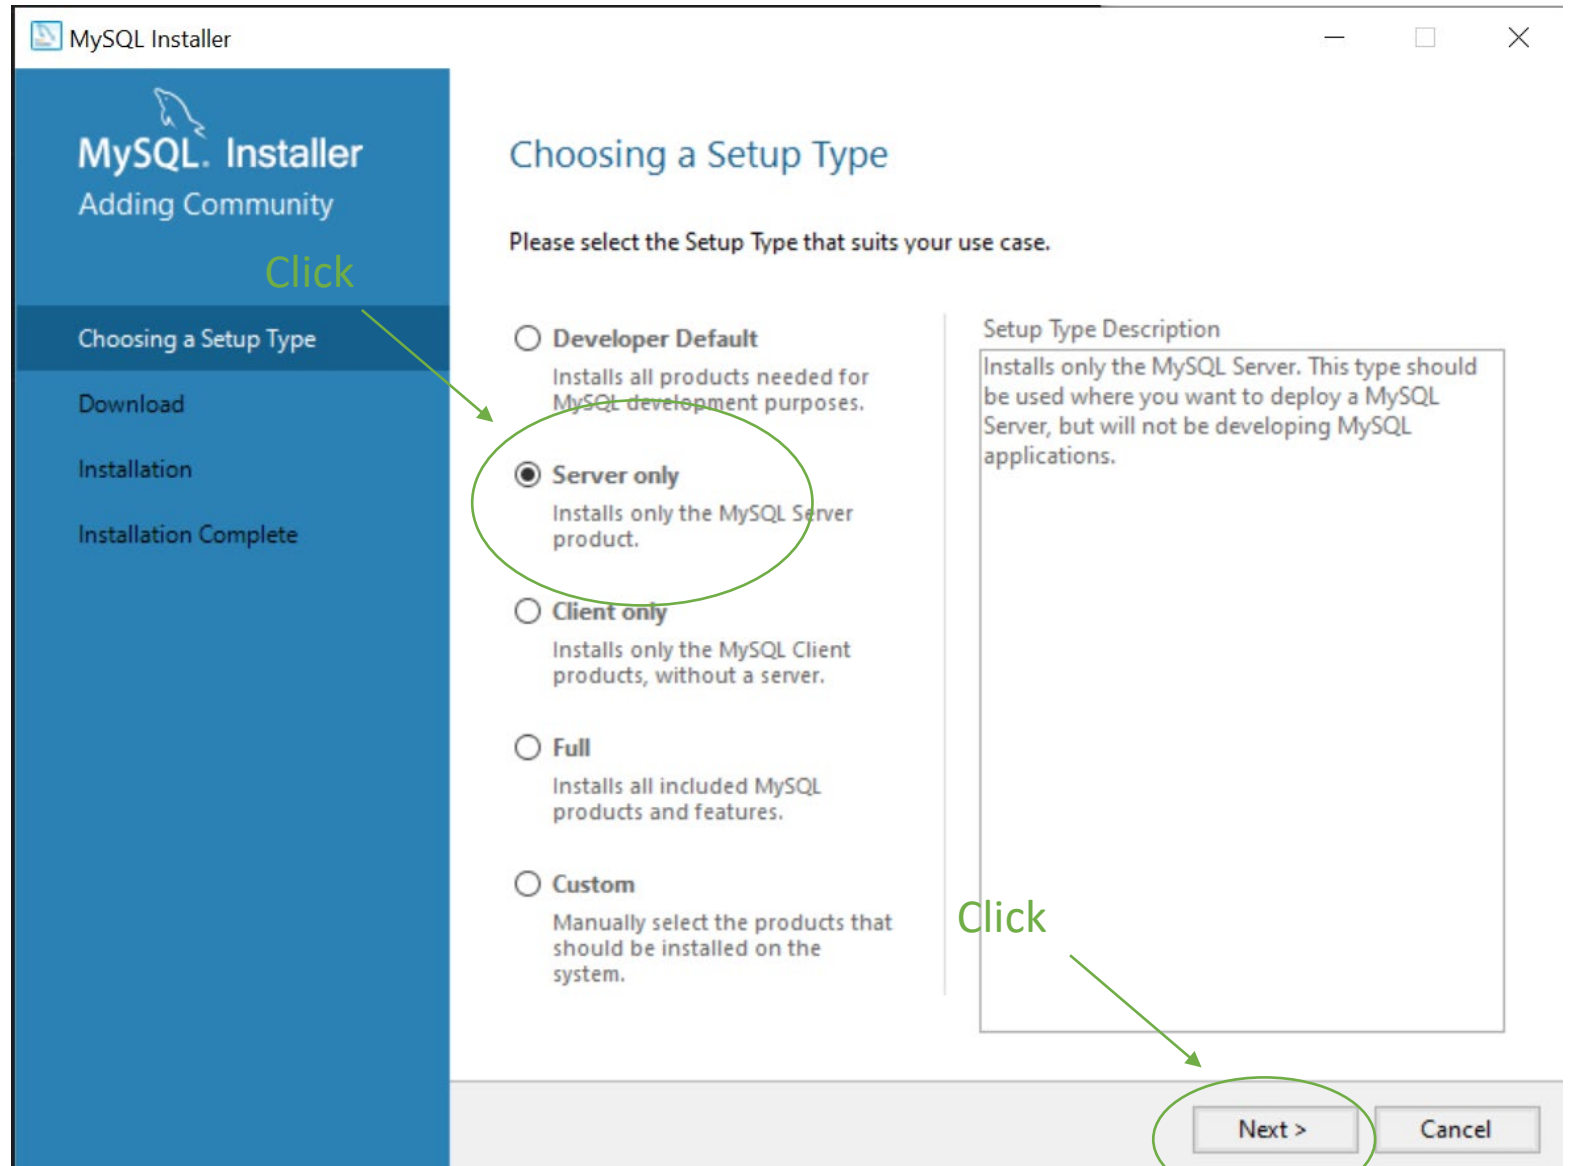 MySQL Installer
MySQL. Installer
Adding Community
Click
Choosing a Setup Type
Download
Installation
Installation Complete
Choosing a Setup Type
Please select the Setup Type that suits your use case.
Developer Default
Installs all products needed for
MySQL development purposes.
Server only
Installs only the MySQL Server
product.
Client only
Installs only the MySQL Client
products, without a server.
Full
Installs all included MySQL
products and features.
Custom
Manually select the products that
should be installed on the
system.
Setup Type Description
Installs only the MySQL Server. This type should
be used where you want to deploy a MySQL
Server, but will not be developing MySQL
applications.
Click
Next >
Cancel